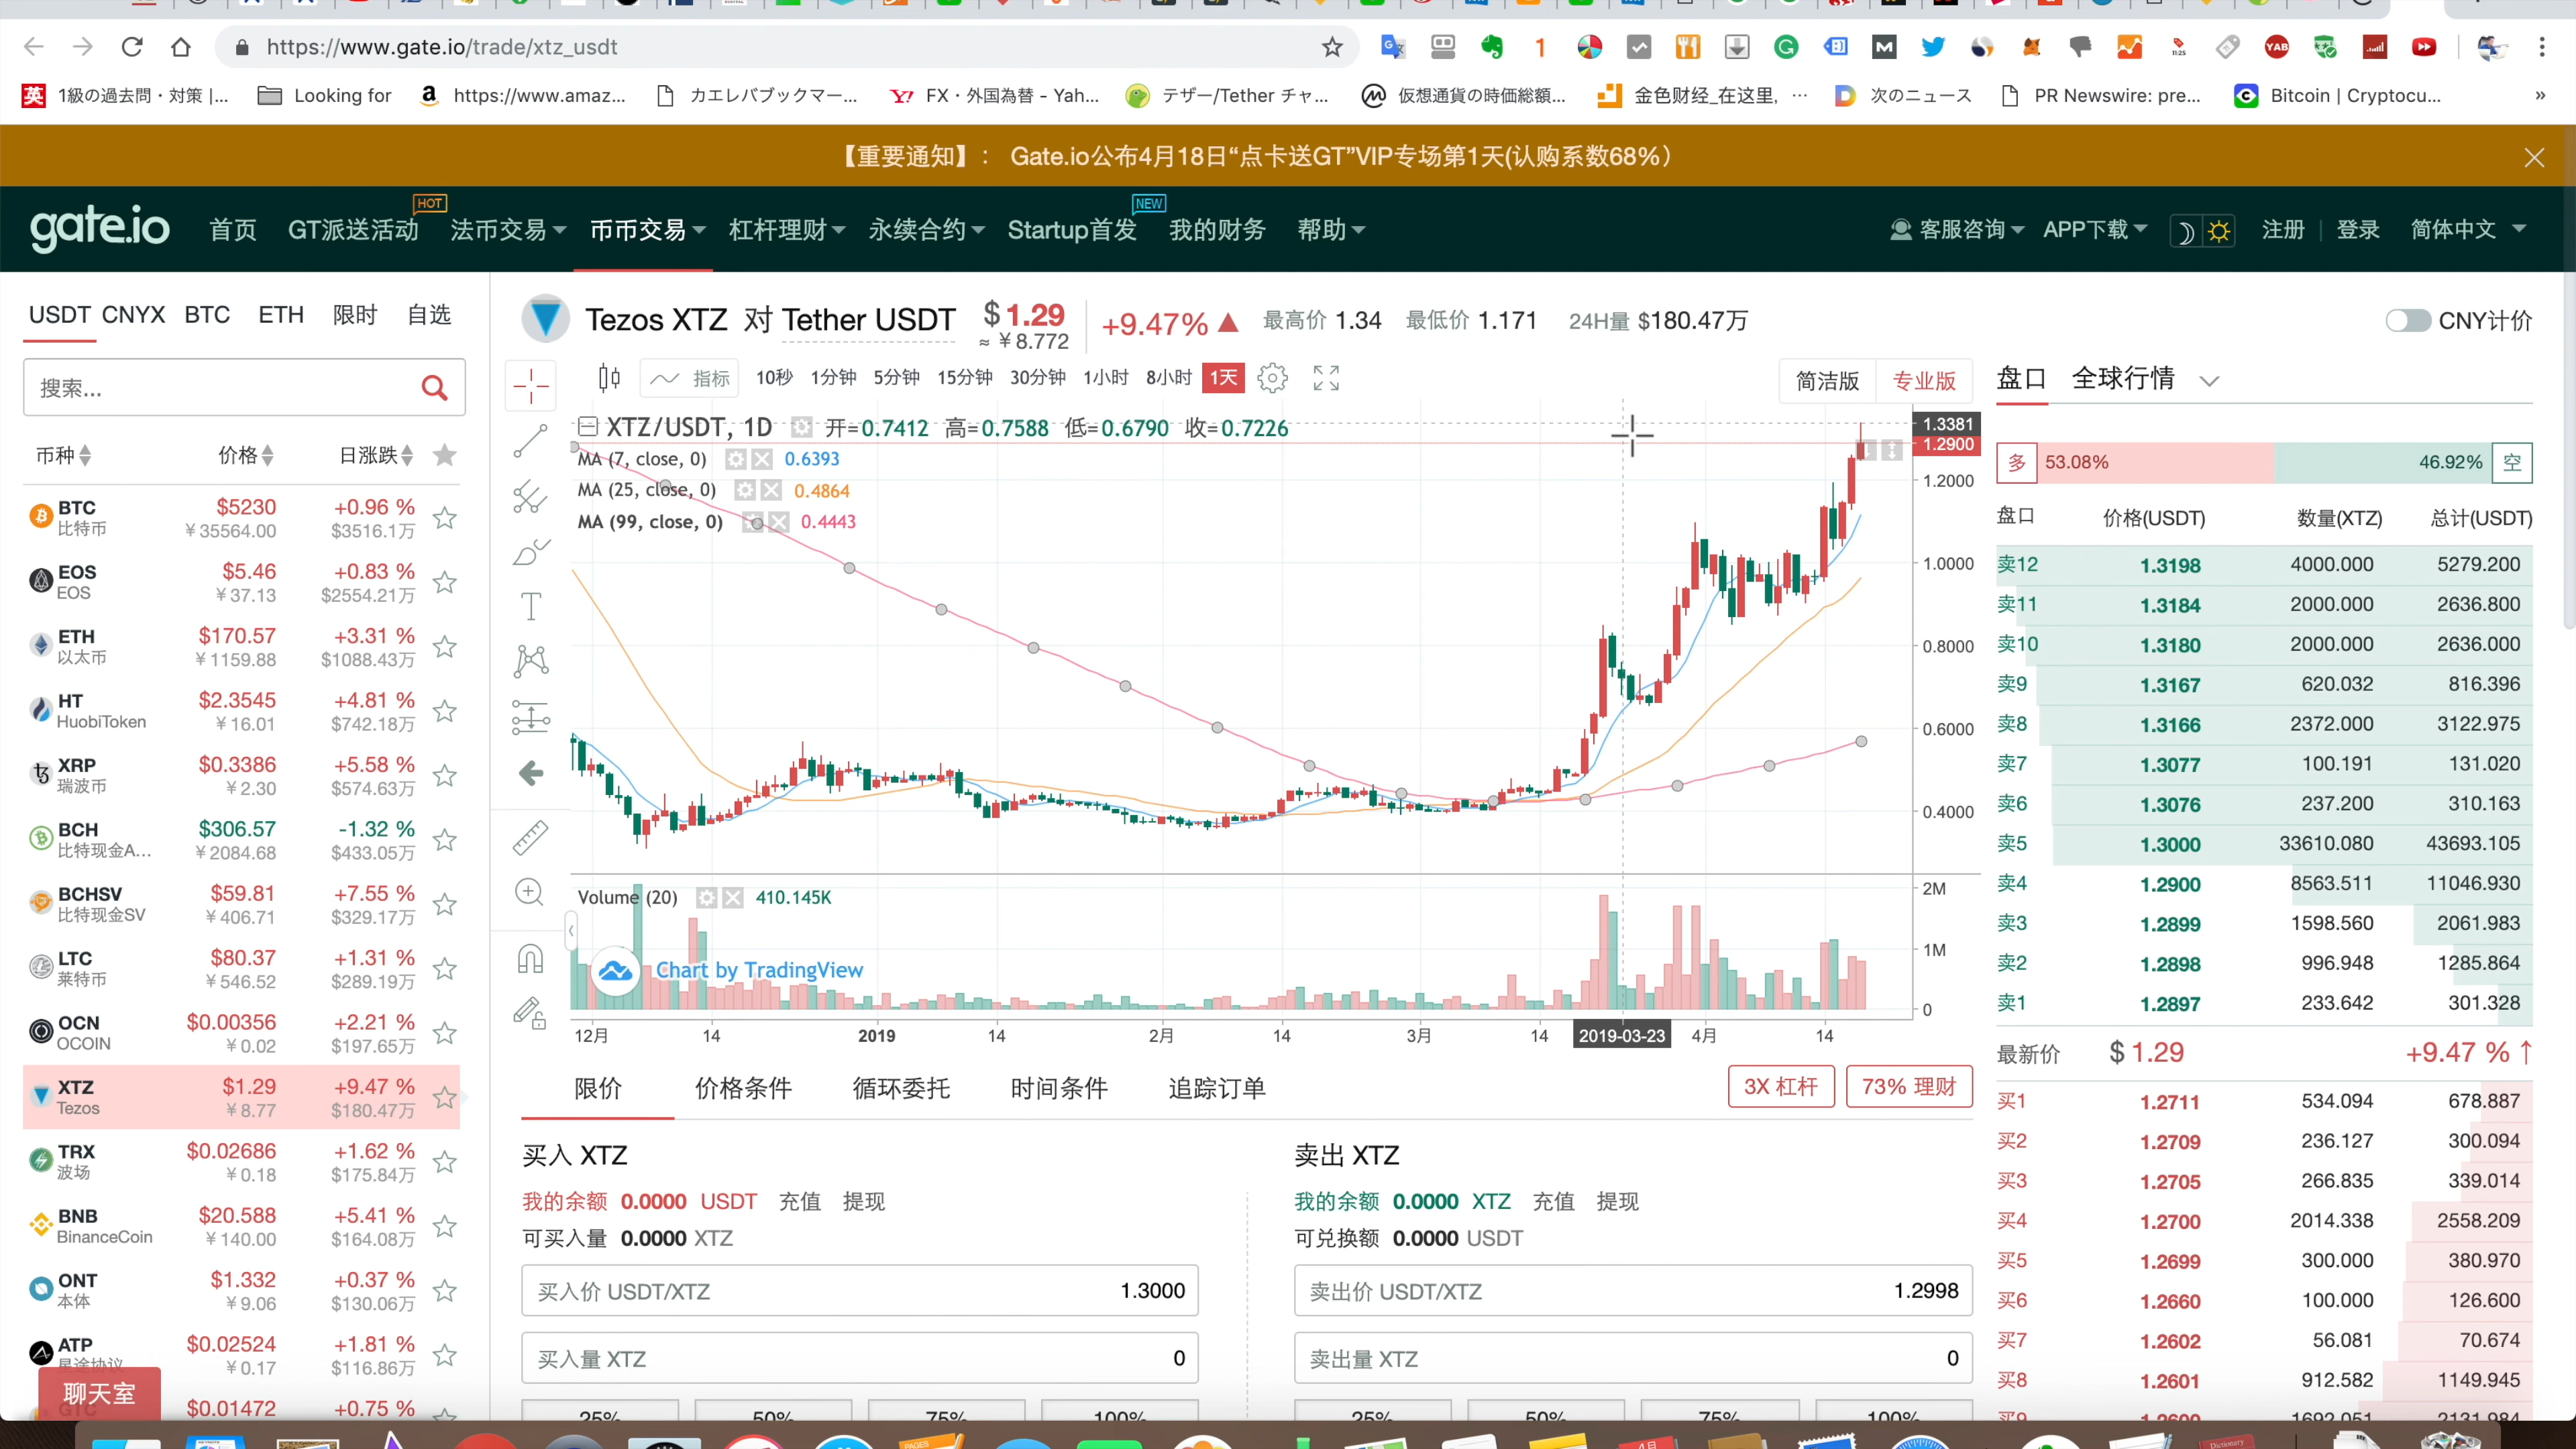 https://www.gate.io/trade/xtz_usdt
1級の過去問・対策 |...
Looking for
https://www.amaz...
カエレバブックマー...
FX・外国為替 - Yah...
テザー/Tether チャ...
仮想通貨の時価総額...
金色财经_在这里, ...
次のニュース
PR Newswire: pre...
Bitcoin | Cryptocu...
»
【重要通知】： Gate.io公布4月18日“点卡送GT”VIP专场第1天(认购系数68%）
gate.io
首页
GT派送活动
HOT
法币交易
币币交易
杠杆理财
永续合约
Startup首发
NEW
我的财务
帮助
客服咨询
APP下载
注册
登录
简体中文
USDT CNYX BTC ETH 限时 自选
搜索...
币种 价格 日涨跌
BTC $5230 +0.96 %
比特币 ￥35564.00 $3516.1万
EOS $5.46 +0.83 %
EOS ￥37.13 $2554.21万
ETH $170.57 +3.31 %
以太币 ￥1159.88 $1088.43万
HT $2.3545 +4.81 %
HuobiToken ￥16.01 $742.18万
XRP $0.3386 +5.58 %
瑞波币 ￥2.30 $574.63万
BCH $306.57 -1.32 %
比特现金A... ￥2084.68 $433.05万
BCHSV $59.81 +7.55 %
比特现金SV ￥406.71 $329.17万
LTC $80.37 +1.31 %
莱特币 ￥546.52 $289.19万
OCN $0.00356 +2.21 %
OCOIN ￥0.02 $197.65万
XTZ $1.29 +9.47 %
Tezos ￥8.77 $180.47万
TRX $0.02686 +1.62 %
波场 ￥0.18 $175.84万
BNB $20.588 +5.41 %
BinanceCoin ￥140.00 $164.08万
ONT $1.332 +0.37 %
本体 ￥9.06 $130.06万
ATP $0.02524 +1.81 %
星途协议 ￥0.17 $116.86万
$0.01472 +0.75 %
聊天室
Tezos XTZ 对 Tether USDT
$ 1.29
≈ ￥8.772
+9.47%
最高价 1.34 最低价 1.171 24H量 $180.47万
CNY计价
指标
10秒 1分钟 5分钟 15分钟 30分钟 1小时 8小时 1天
简洁版 专业版
XTZ/USDT, 1D 开=0.7412 高=0.7588 低=0.6790 收=0.7226
MA (7, close, 0) 0.6393
MA (25, close, 0) 0.4864
MA (99, close, 0) 0.4443
1.3381
1.2900
1.2000
1.0000
0.8000
0.6000
0.4000
Volume (20) 410.145K
2M
1M
0
Chart by TradingView
12月 14 2019 14 2月 14 3月 14 2019-03-23 4月 14
限价 价格条件 循环委托 时间条件 追踪订单
3X 杠杆
73% 理财
买入 XTZ
我的余额 0.0000 USDT 充值 提现
可买入量 0.0000 XTZ
买入价 USDT/XTZ 1.3000
买入量 XTZ 0
25% 50% 75% 100%
卖出 XTZ
我的余额 0.0000 XTZ 充值 提现
可兑换额 0.0000 USDT
卖出价 USDT/XTZ 1.2998
卖出量 XTZ 0
25% 50% 75% 100%
盘口 全球行情
多 53.08% 46.92% 空
盘口 价格(USDT) 数量(XTZ) 总计(USDT)
卖12 1.3198 4000.000 5279.200
卖11 1.3184 2000.000 2636.800
卖10 1.3180 2000.000 2636.000
卖9 1.3167 620.032 816.396
卖8 1.3166 2372.000 3122.975
卖7 1.3077 100.191 131.020
卖6 1.3076 237.200 310.163
卖5 1.3000 33610.080 43693.105
卖4 1.2900 8563.511 11046.930
卖3 1.2899 1598.560 2061.983
卖2 1.2898 996.948 1285.864
卖1 1.2897 233.642 301.328
最新价 $ 1.29 +9.47 % ↑
买1 1.2711 534.094 678.887
买2 1.2709 236.127 300.094
买3 1.2705 266.835 339.014
买4 1.2700 2014.338 2558.209
买5 1.2699 300.000 380.970
买6 1.2660 100.000 126.600
买7 1.2602 56.081 70.674
买8 1.2601 912.582 1149.945
买9 1.2600 1692.051 2131.984